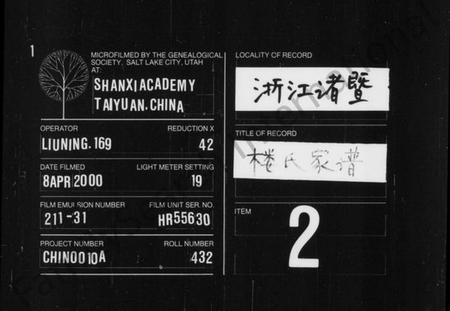 1
MICROFILMED BY THE GENEALOGICAL
SOCIETY, SALT LAKE CITY, UTAH
AT:
SHANXI ACADEMY
TAIYUAN, CHINA
OPERATOR REDUCTION X
LIUNING. 169 42
DATE FILMED LIGHT METER SETTING
8APR 2000 19
FILM EMULSION NUMBER FILM UNIT SER. NO.
211-31 HR55630
PROJECT NUMBER ROLL NUMBER
CHIN0010A 432
LOCALITY OF RECORD
浙江诸暨
TITLE OF RECORD
楼氏家谱
ITEM
2